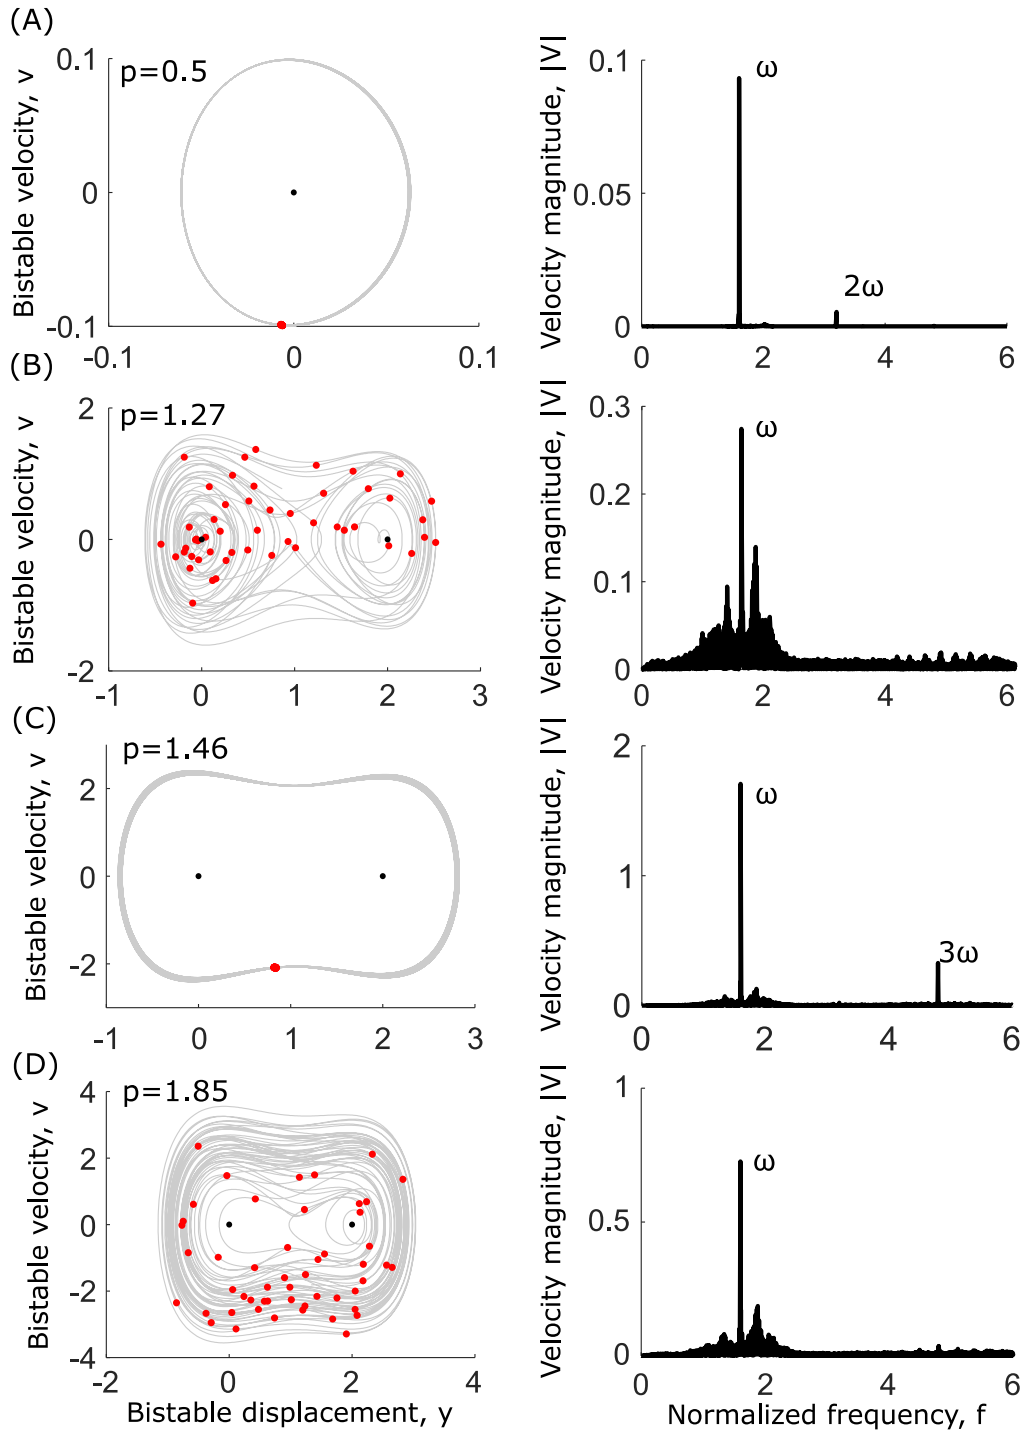 (A)
p=0.5
Bistable velocity, v
0.1
0
-0.1
-0.1 0 0.1
Velocity magnitude, |V|
0.1
0.05
0
ω
2ω
0 2 4 6
(B)
p=1.27
Bistable velocity, v
2
0
-2
-1 0 1 2 3
Velocity magnitude, |V|
0.3
0.2
0.1
0
ω
0 2 4 6
(C)
p=1.46
Bistable velocity, v
2
0
-2
-1 0 1 2 3
Velocity magnitude, |V|
2
1
0
ω
3ω
0 2 4 6
(D)
p=1.85
Bistable velocity, v
4
2
0
-2
-4
-2 0 2 4
Bistable displacement, y
Velocity magnitude, |V|
1
0.5
0
ω
0 2 4 6
Normalized frequency, f